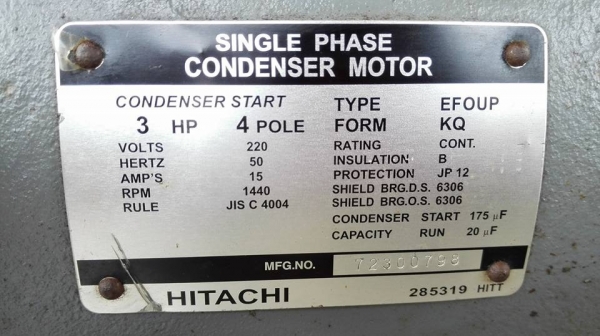 SINGLE PHASE
CONDENSER MOTOR
CONDENSER START
3 HP 4 POLE
VOLTS 220
HERTZ 50
AMP'S 15
RPM 1440
RULE JIS C 4004
TYPE EFOUP
FORM KQ
RATING CONT.
INSULATION B
PROTECTION JP 12
SHIELD BRG.D.S. 6306
SHIELD BRG.O.S. 6306
CONDENSER START 175 µF
CAPACITY RUN 20 µF
MFG.NO. 72300798
HITACHI 285319 HITT